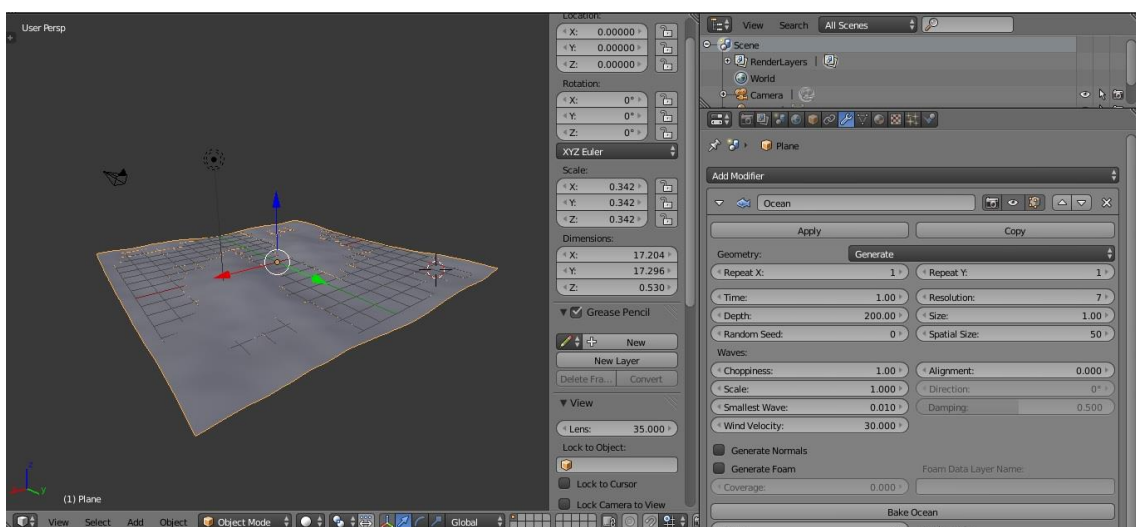 User Persp
(1) Plane
View Select Add Object Object Mode Global
Location:
X: 0.00000
Y: 0.00000
Z: 0.00000
Rotation:
X: 0°
Y: 0°
Z: 0°
XYZ Euler
Scale:
X: 0.342
Y: 0.342
Z: 0.342
Dimensions:
X: 17.204
Y: 17.296
Z: 0.530
Grease Pencil
New
New Layer
Delete Fra... Convert
View
Lens: 35.000
Lock to Object:
Lock to Cursor
Lock Camera to View
View Search All Scenes
Scene
RenderLayers
World
Camera
Plane
Add Modifier
Ocean
Apply Copy
Geometry: Generate
Repeat X: 1 Repeat Y: 1
Time: 1.00 Resolution: 7
Depth: 200.00 Size: 1.00
Random Seed: 0 Spatial Size: 50
Waves:
Choppiness: 1.00 Alignment: 0.000
Scale: 1.000 Direction: 0°
Smallest Wave: 0.010 Damping: 0.500
Wind Velocity: 30.000
Generate Normals
Generate Foam Foam Data Layer Name:
Coverage: 0.000
Bake Ocean
z
y